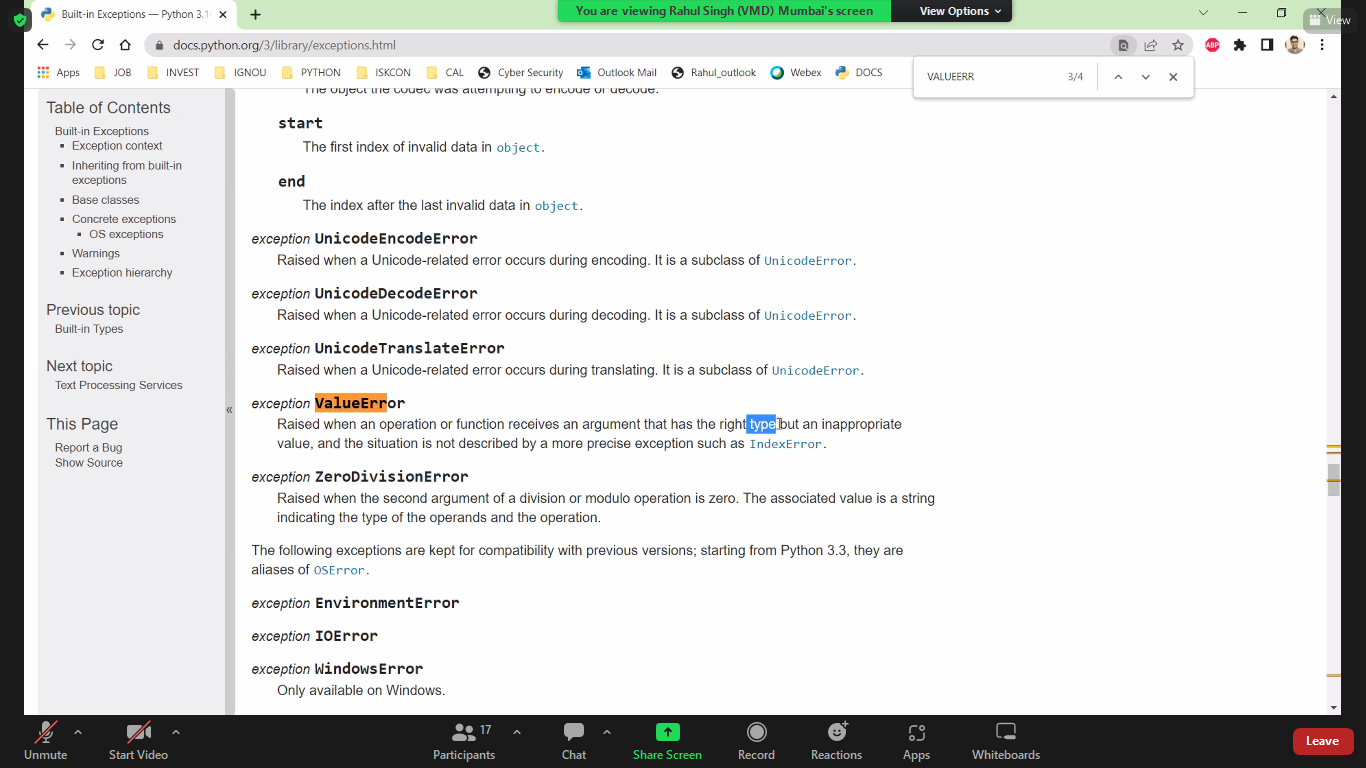 Built-in Exceptions — Python 3.1
You are viewing Rahul Singh (VMD) Mumbai's screen
View Options
View
docs.python.org/3/library/exceptions.html
ABP
Apps JOB INVEST IGNOU PYTHON ISKCON CAL Cyber Security Outlook Mail Rahul_outlook Webex DOCS
VALUEERR 3/4
Table of Contents
Built-in Exceptions
Exception context
Inheriting from built-in
exceptions
Base classes
Concrete exceptions
OS exceptions
Warnings
Exception hierarchy
Previous topic
Built-in Types
Next topic
Text Processing Services
This Page
Report a Bug
Show Source
«
The object the codec was attempting to encode or decode.
start
The first index of invalid data in object.
end
The index after the last invalid data in object.
exception UnicodeEncodeError
Raised when a Unicode-related error occurs during encoding. It is a subclass of UnicodeError.
exception UnicodeDecodeError
Raised when a Unicode-related error occurs during decoding. It is a subclass of UnicodeError.
exception UnicodeTranslateError
Raised when a Unicode-related error occurs during translating. It is a subclass of UnicodeError.
exception ValueError
Raised when an operation or function receives an argument that has the right type but an inappropriate
value, and the situation is not described by a more precise exception such as IndexError.
exception ZeroDivisionError
Raised when the second argument of a division or modulo operation is zero. The associated value is a string
indicating the type of the operands and the operation.
The following exceptions are kept for compatibility with previous versions; starting from Python 3.3, they are
aliases of OSError.
exception EnvironmentError
exception IOError
exception WindowsError
Only available on Windows.
Unmute Start Video Participants 17 Chat Share Screen Record Reactions Apps Whiteboards Leave